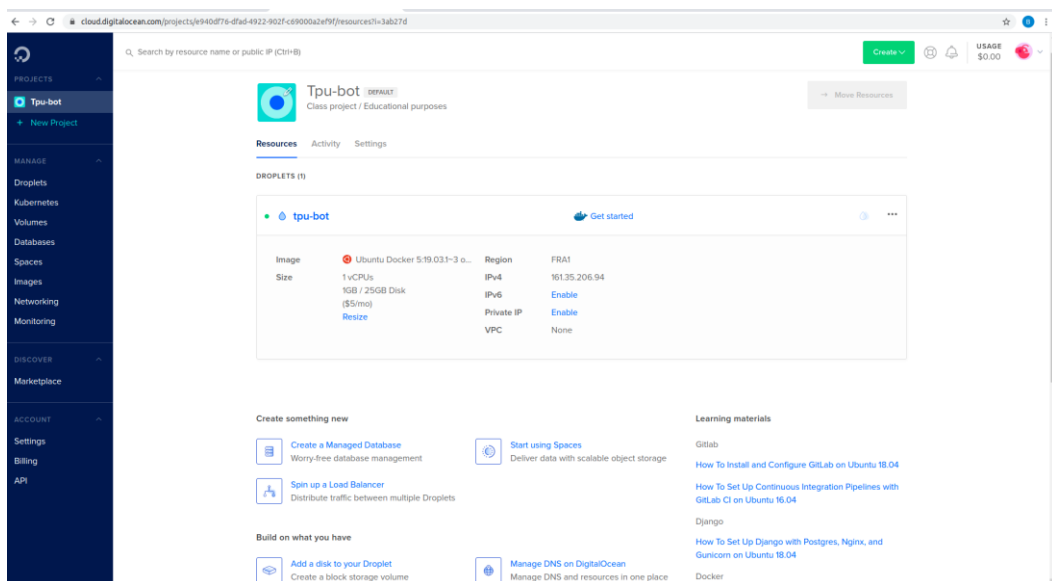 cloud.digitalocean.com/projects/e940df76-dfad-4922-902f-c69000a2ef9f/resources?i=3ab27d
Search by resource name or public IP (Ctrl+B)
Create
USAGE
$0.00
PROJECTS
Tpu-bot
+ New Project
MANAGE
Droplets
Kubernetes
Volumes
Databases
Spaces
Images
Networking
Monitoring
DISCOVER
Marketplace
ACCOUNT
Settings
Billing
API
Tpu-bot DEFAULT
Class project / Educational purposes
→ Move Resources
Resources Activity Settings
DROPLETS (1)
tpu-bot
Get started
Image Ubuntu Docker 5:19.03.1~3 o...
Size 1 vCPUs
1GB / 25GB Disk
($5/mo)
Resize
Region FRA1
IPv4 161.35.206.94
IPv6 Enable
Private IP Enable
VPC None
Create something new
Create a Managed Database
Worry-free database management
Start using Spaces
Deliver data with scalable object storage
Spin up a Load Balancer
Distribute traffic between multiple Droplets
Build on what you have
Add a disk to your Droplet
Create a block storage volume
Manage DNS on DigitalOcean
Manage DNS and resources in one place
Learning materials
Gitlab
How To Install and Configure GitLab on Ubuntu 18.04
How To Set Up Continuous Integration Pipelines with
GitLab CI on Ubuntu 16.04
Django
How To Set Up Django with Postgres, Nginx, and
Gunicorn on Ubuntu 18.04
Docker